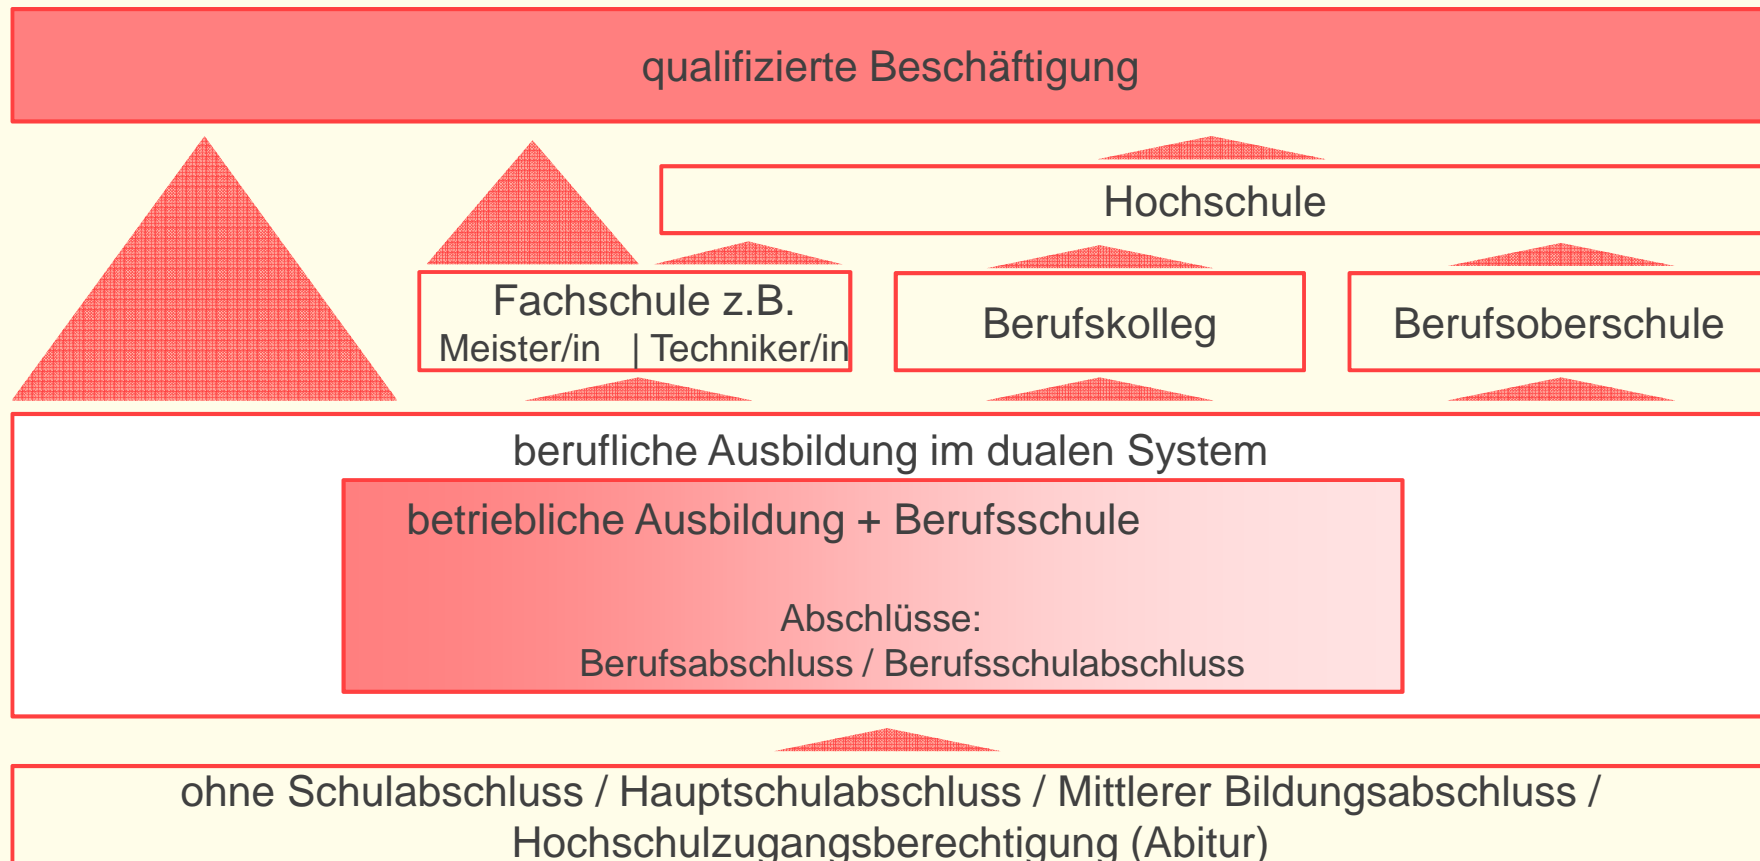 qualifizierte Beschäftigung
Hochschule
Fachschule z.B.
Meister/in | Techniker/in
Berufskolleg
Berufsoberschule
berufliche Ausbildung im dualen System
betriebliche Ausbildung + Berufsschule
Abschlüsse:
Berufsabschluss / Berufsschulabschluss
ohne Schulabschluss / Hauptschulabschluss / Mittlerer Bildungsabschluss /
Hochschulzugangsberechtigung (Abitur)